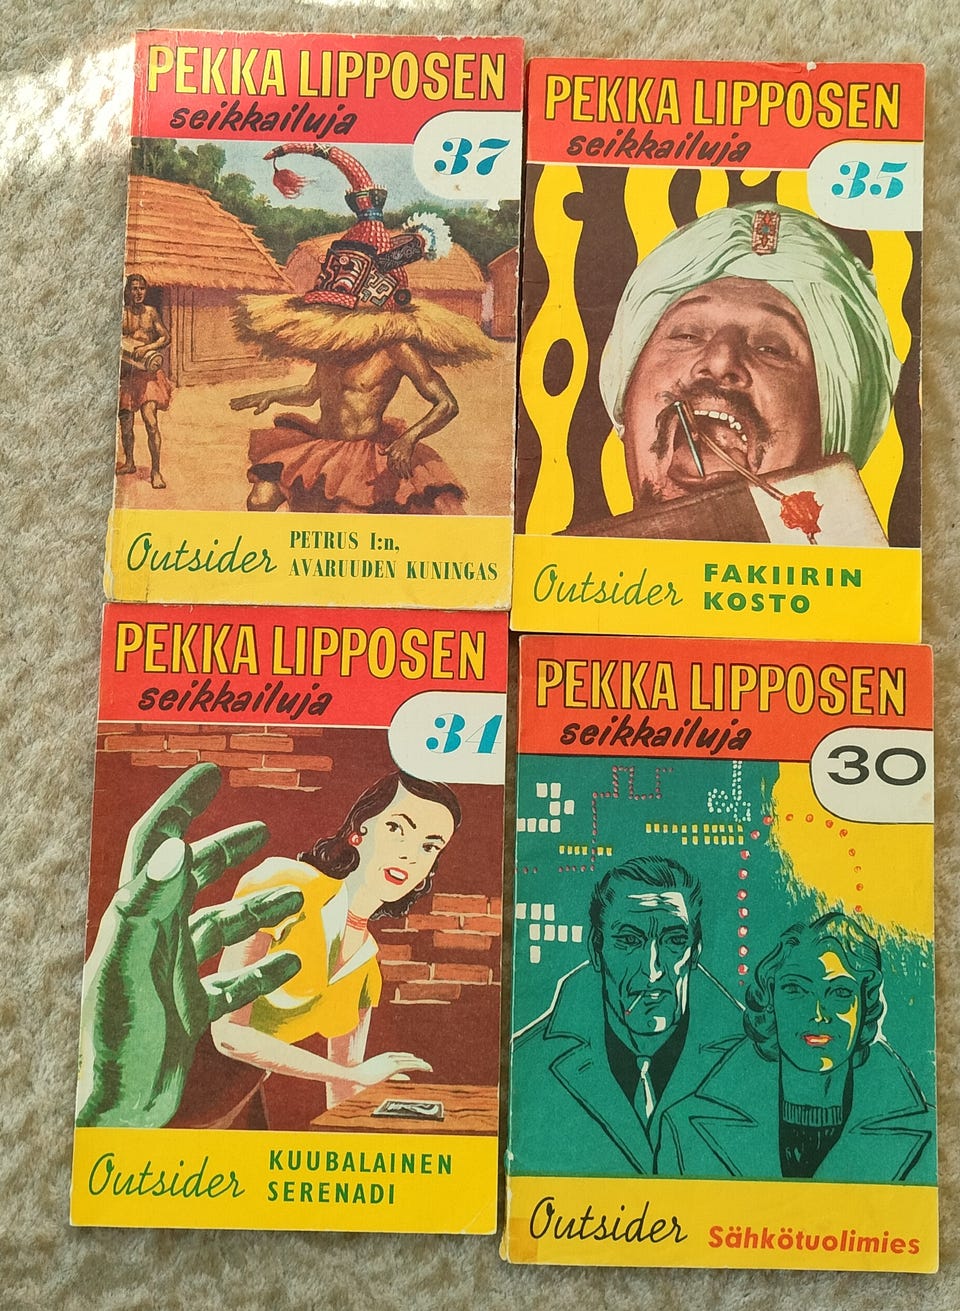 PEKKA LIPPOSEN
seikkailuja
37
Outsider
PETRUS I:n,
AVARUUDEN KUNINGAS
PEKKA LIPPOSEN
seikkailuja
35
Outsider
FAKIIRIN
KOSTO
PEKKA LIPPOSEN
seikkailuja
34
Outsider
KUUBALAINEN
SERENADI
PEKKA LIPPOSEN
seikkailuja
30
Outsider
Sähkötuolimies